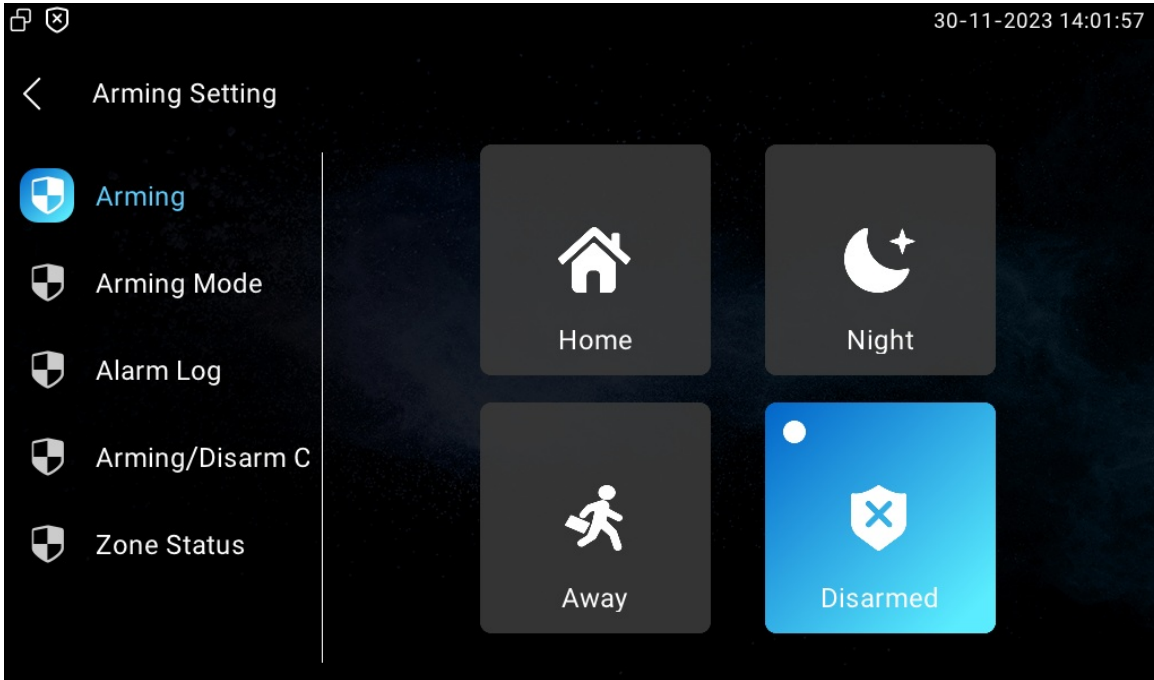 30-11-2023 14:01:57
Arming Setting
Arming
Arming Mode
Alarm Log
Arming/Disarm C
Zone Status
Home
Night
Away
Disarmed